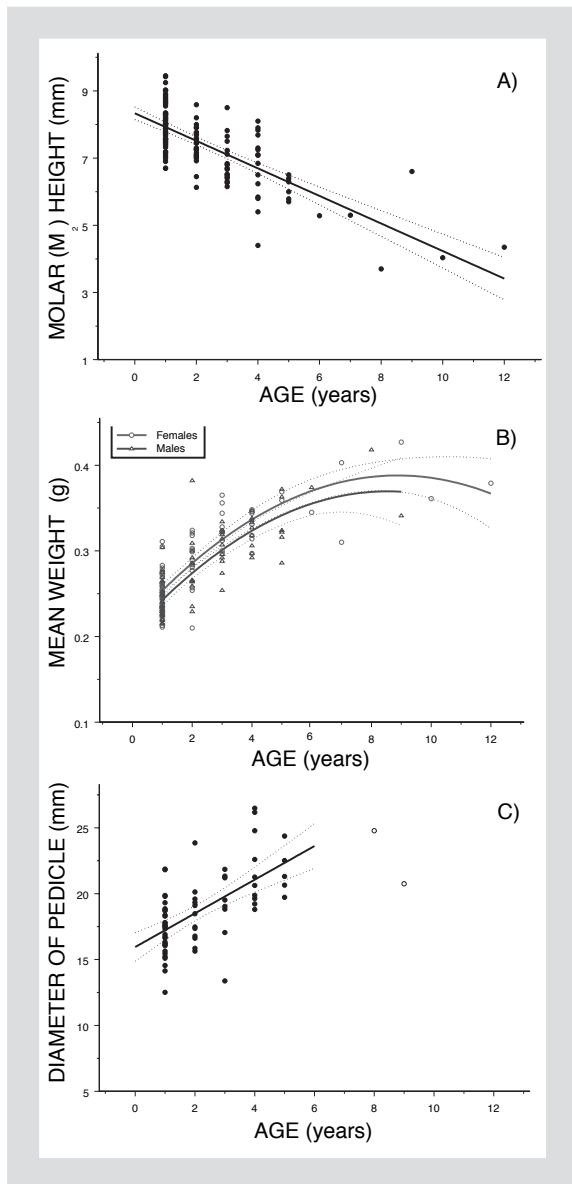 A)
MOLAR (M₂) HEIGHT (mm)
9
7
5
3
1
0 2 4 6 8 10 12
AGE (years)
B)
Females
Males
MEAN WEIGHT (g)
0.4
0.3
0.2
0.1
0 2 4 6 8 10 12
AGE (years)
C)
DIAMETER OF PEDICLE (mm)
25
20
15
10
5
0 2 4 6 8 10 12
AGE (years)